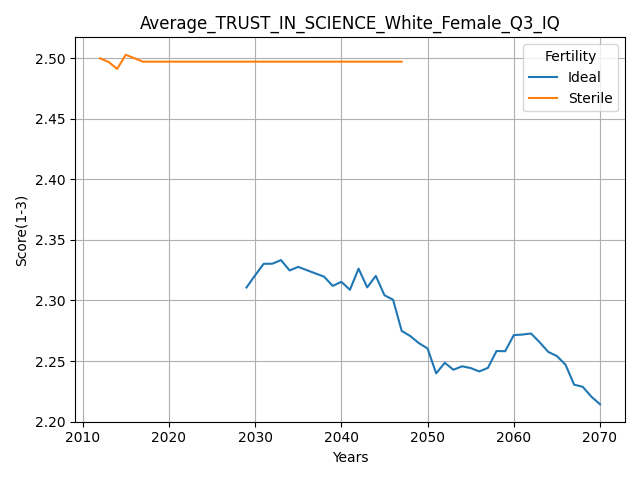 Average_TRUST_IN_SCIENCE_White_Female_Q3_IQ
Fertility
Ideal
Sterile
Score(1-3)
2.50
2.45
2.40
2.35
2.30
2.25
2.20
2010 2020 2030 2040 2050 2060 2070
Years